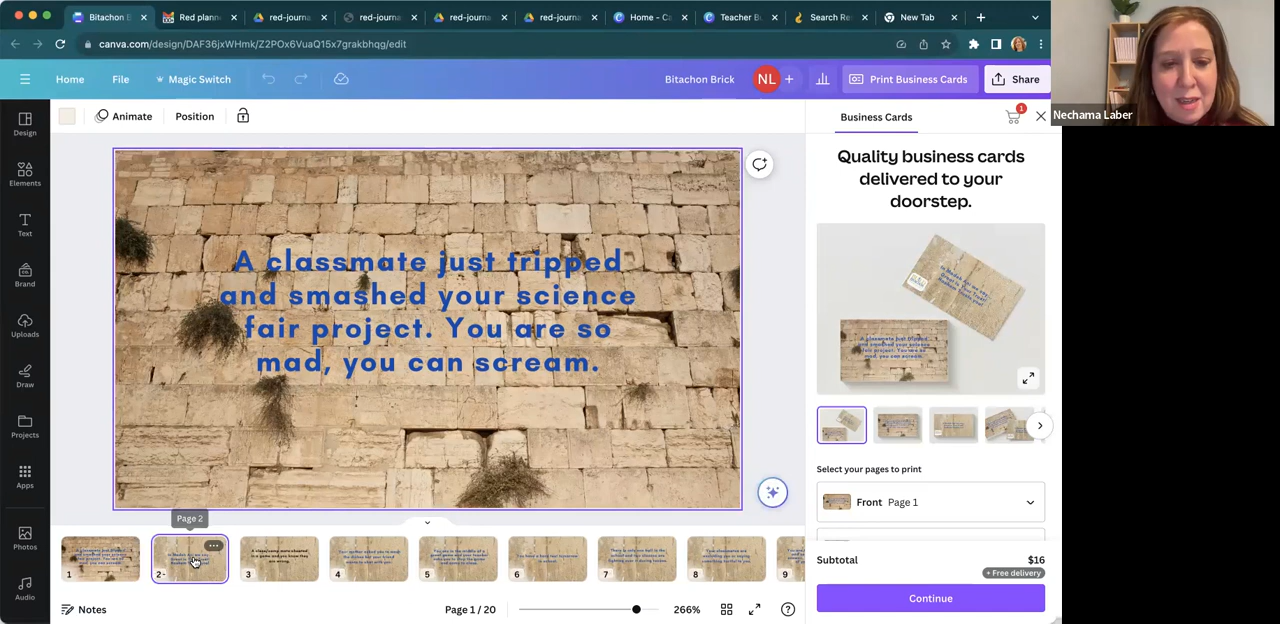 Bitachon B
Red planne
red-journa
red-journa
red-journa
red-journa
Home - Ca
Teacher Bu
Search Re
New Tab
canva.com/design/DAF36jxWHmk/Z2POx6VuaQ15x7grakbhqg/edit
Home
File
Magic Switch
Bitachon Brick
NL
Print Business Cards
Share
Nechama Laber
Design
Elements
Text
Brand
Uploads
Draw
Projects
Apps
Photos
Audio
Animate
Position
A classmate just tripped
and smashed your science
fair project. You are so
mad, you can scream.
Business Cards
1
Quality business cards
delivered to your
doorstep.
Select your pages to print
Front Page 1
Subtotal
$16
+ Free delivery
Continue
Page 2
1
2
3
4
5
6
7
8
9
Notes
Page 1 / 20
266%